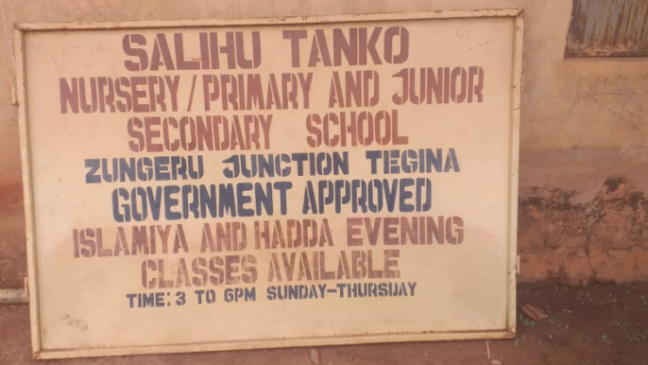 SALIHU TANKO
NURSERY/PRIMARY AND JUNIOR
SECONDARY SCHOOL
ZUNGERU JUNCTION TEGINA
GOVERNMENT APPROVED
ISLAMIYA AND HADDA EVENING
CLASSES AVAILABLE
TIME: 3 TO 6PM SUNDAY-THURSDAY